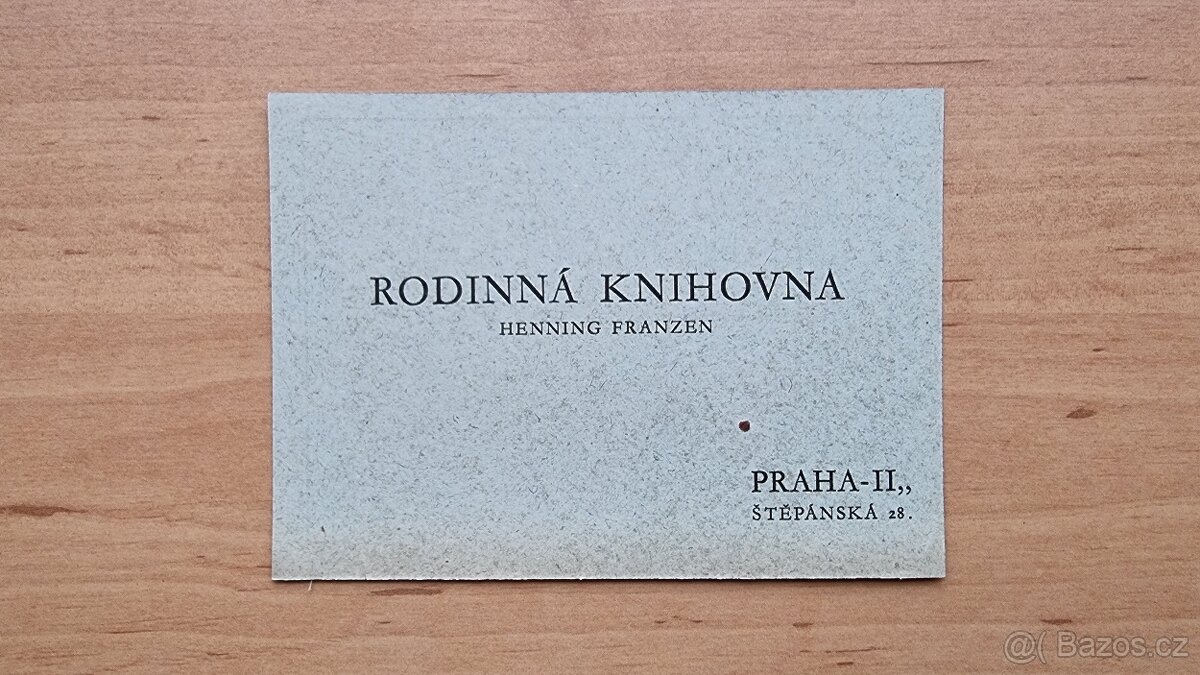 RODINNÁ KNIHOVNA
HENNING FRANZEN
PRAHA-II,,
ŠTĚPÁNSKÁ 28.
@( Bazos.cz